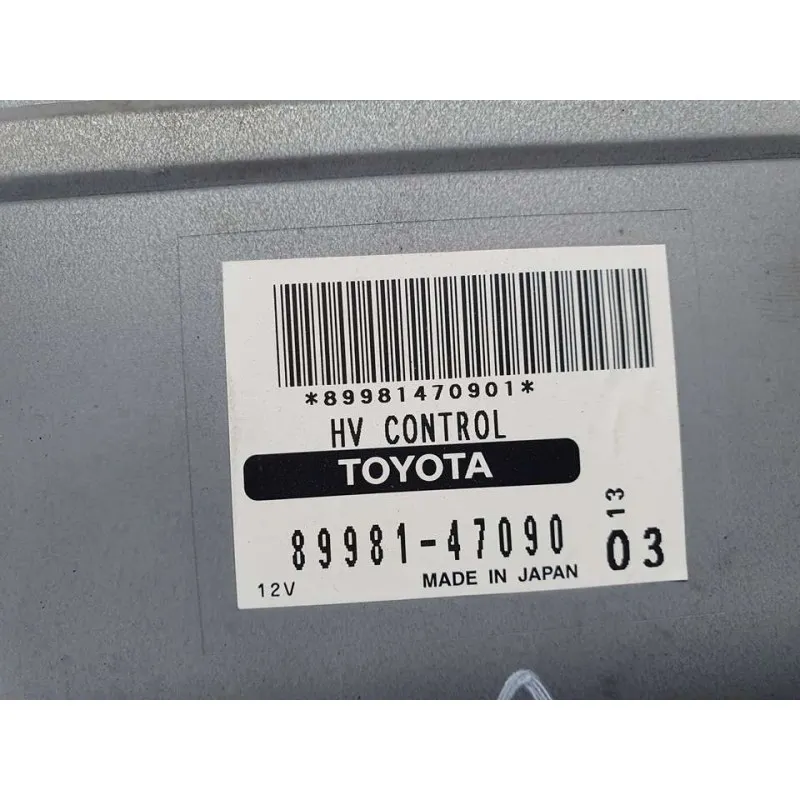 *89981470901*
HV CONTROL
TOYOTA
89981-47090
13
03
12V
MADE IN JAPAN